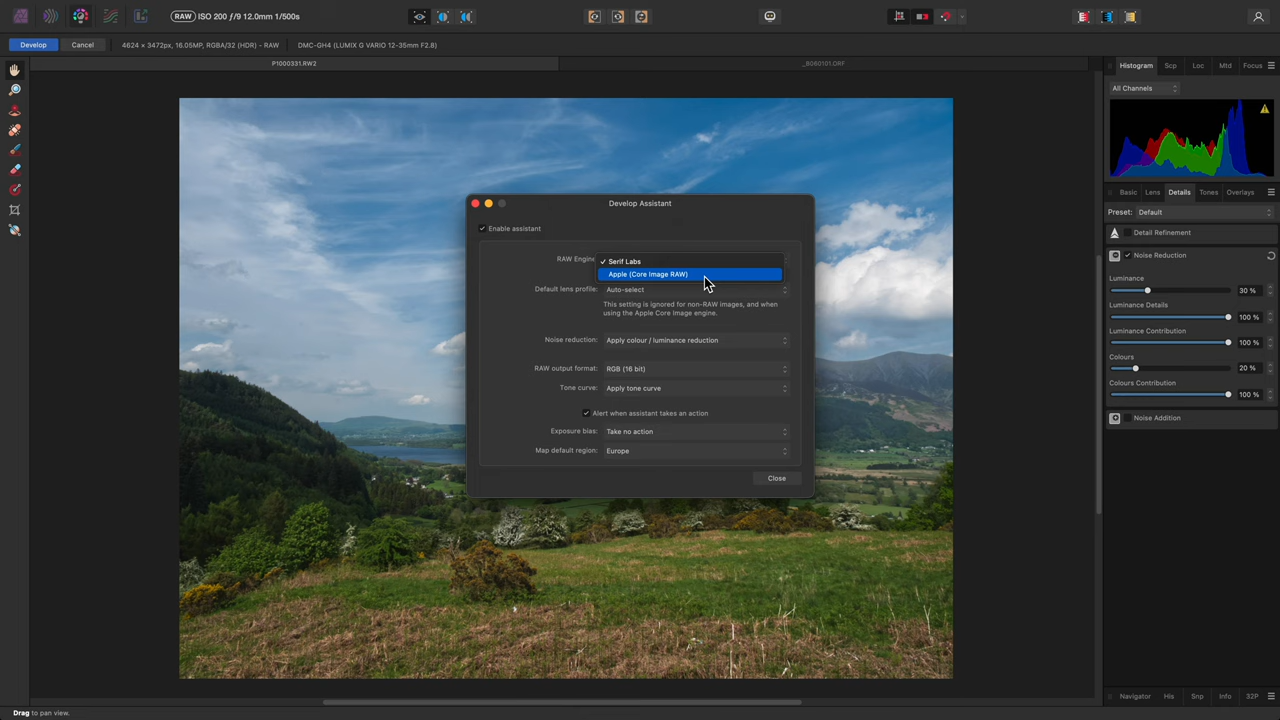 RAW ISO 200 ƒ/9 12.0mm 1/500s
Develop Cancel 4624 × 3472px, 16.05MP, RGBA/32 (HDR) - RAW DMC-GH4 (LUMIX G VARIO 12-35mm F2.8)
P1000331.RW2 _8060101.DRF
Histogram Scp Loc Mtd Focus
All Channels
Basic Lens Details Tones Overlays
Preset: Default
Detail Refinement
Noise Reduction
Luminance
30 %
Luminance Details
100 %
Luminance Contribution
100 %
Colours
20 %
Colours Contribution
100 %
Noise Addition
Develop Assistant
Enable assistant
RAW Engine
Serif Labs
Apple (Core Image RAW)
Default lens profile: Auto-select
This setting is ignored for non-RAW images, and when
using the Apple Core Image engine.
Noise reduction: Apply colour / luminance reduction
RAW output format: RGB (16 bit)
Tone curve: Apply tone curve
Alert when assistant takes an action
Exposure bias: Take no action
Map default region: Europe
Close
Navigator His Snp Info 32P
Drag to pan view.